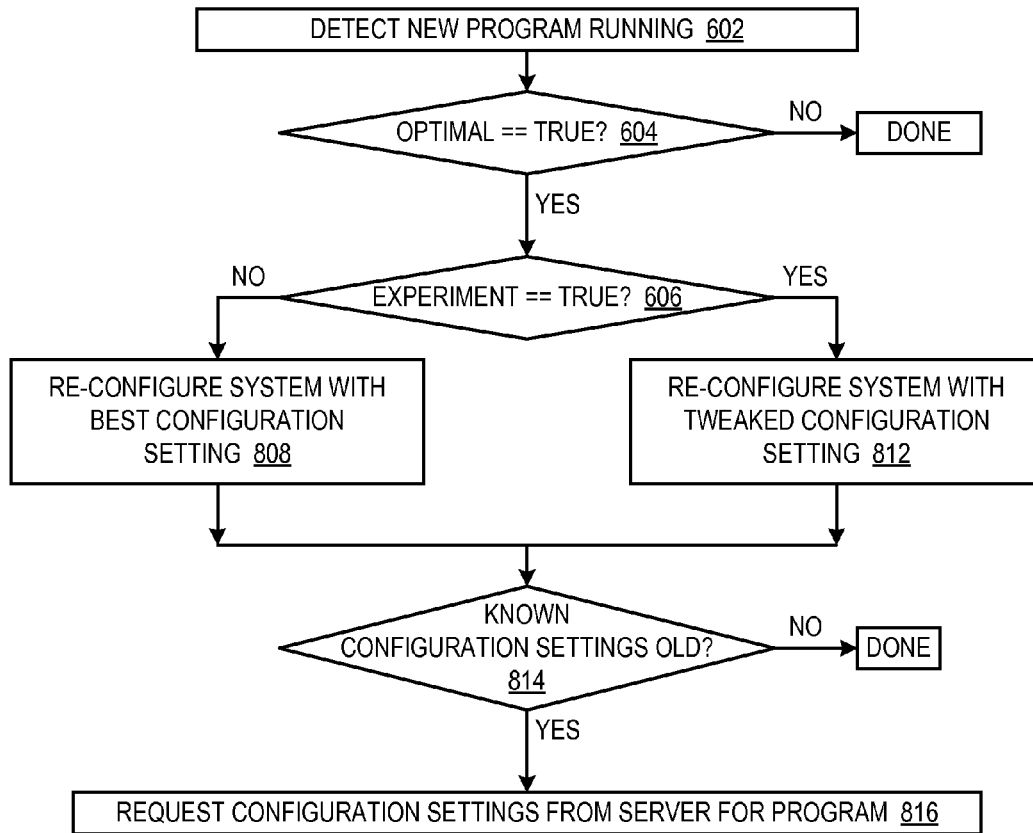 DETECT NEW PROGRAM RUNNING 602
OPTIMAL == TRUE? 604
NO
DONE
YES
EXPERIMENT == TRUE? 606
NO
YES
RE-CONFIGURE SYSTEM WITH
BEST CONFIGURATION
SETTING 808
RE-CONFIGURE SYSTEM WITH
TWEAKED CONFIGURATION
SETTING 812
KNOWN
CONFIGURATION SETTINGS OLD?
814
NO
DONE
YES
REQUEST CONFIGURATION SETTINGS FROM SERVER FOR PROGRAM 816